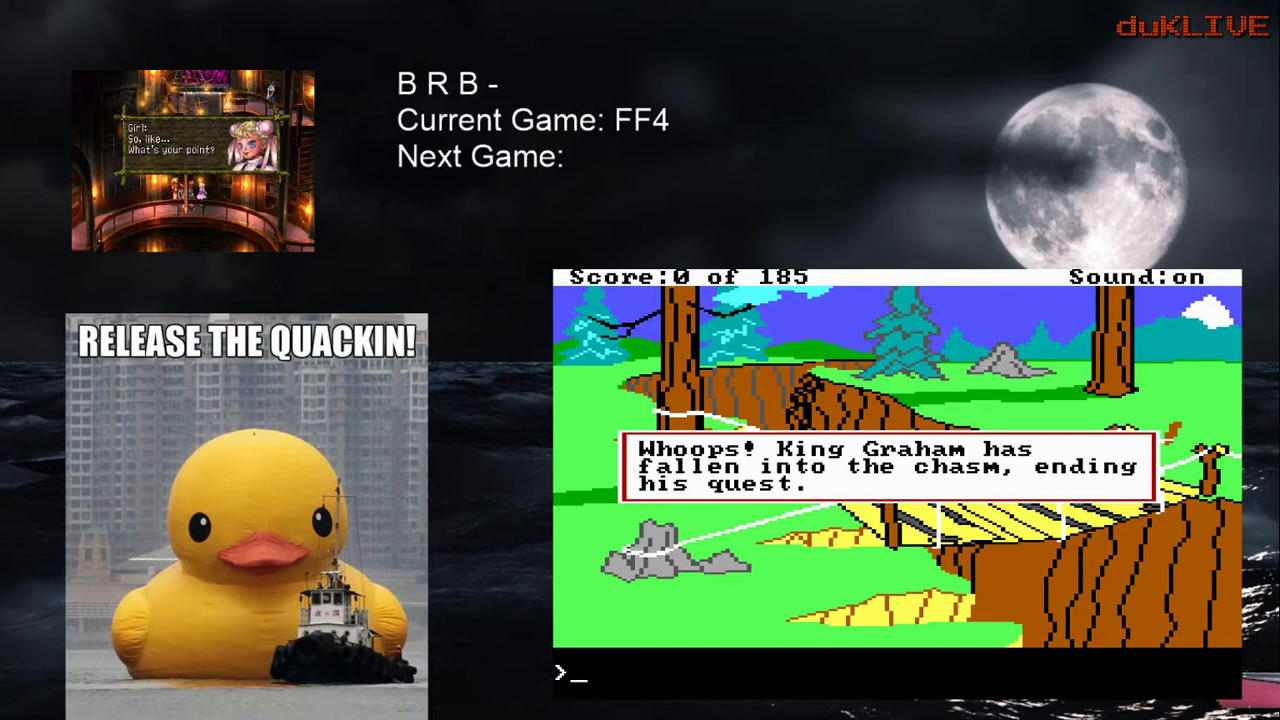 duKLIVE
B R B -
Current Game: FF4
Next Game:
Girl:
So, like...
What's your point?
RELEASE THE QUACKIN!
Score:0 of 185
Sound:on
Whoops! King Graham has
fallen into the chasm, ending
his quest.
>_